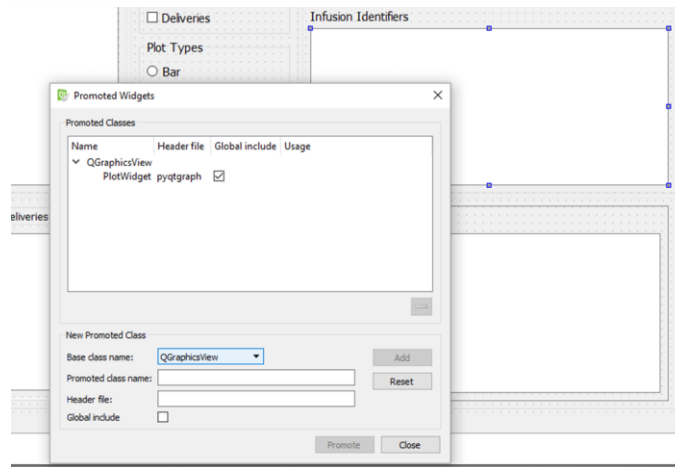 Deliveries
Infusion Identifiers
Plot Types
Bar
Promoted Widgets
Promoted Classes
Name Header file Global include Usage
QGraphicsView
PlotWidget pyqtgraph
eliveries
New Promoted Class
Base class name: QGraphicsView Add
Promoted class name: Reset
Header file:
Global include
Promote Close